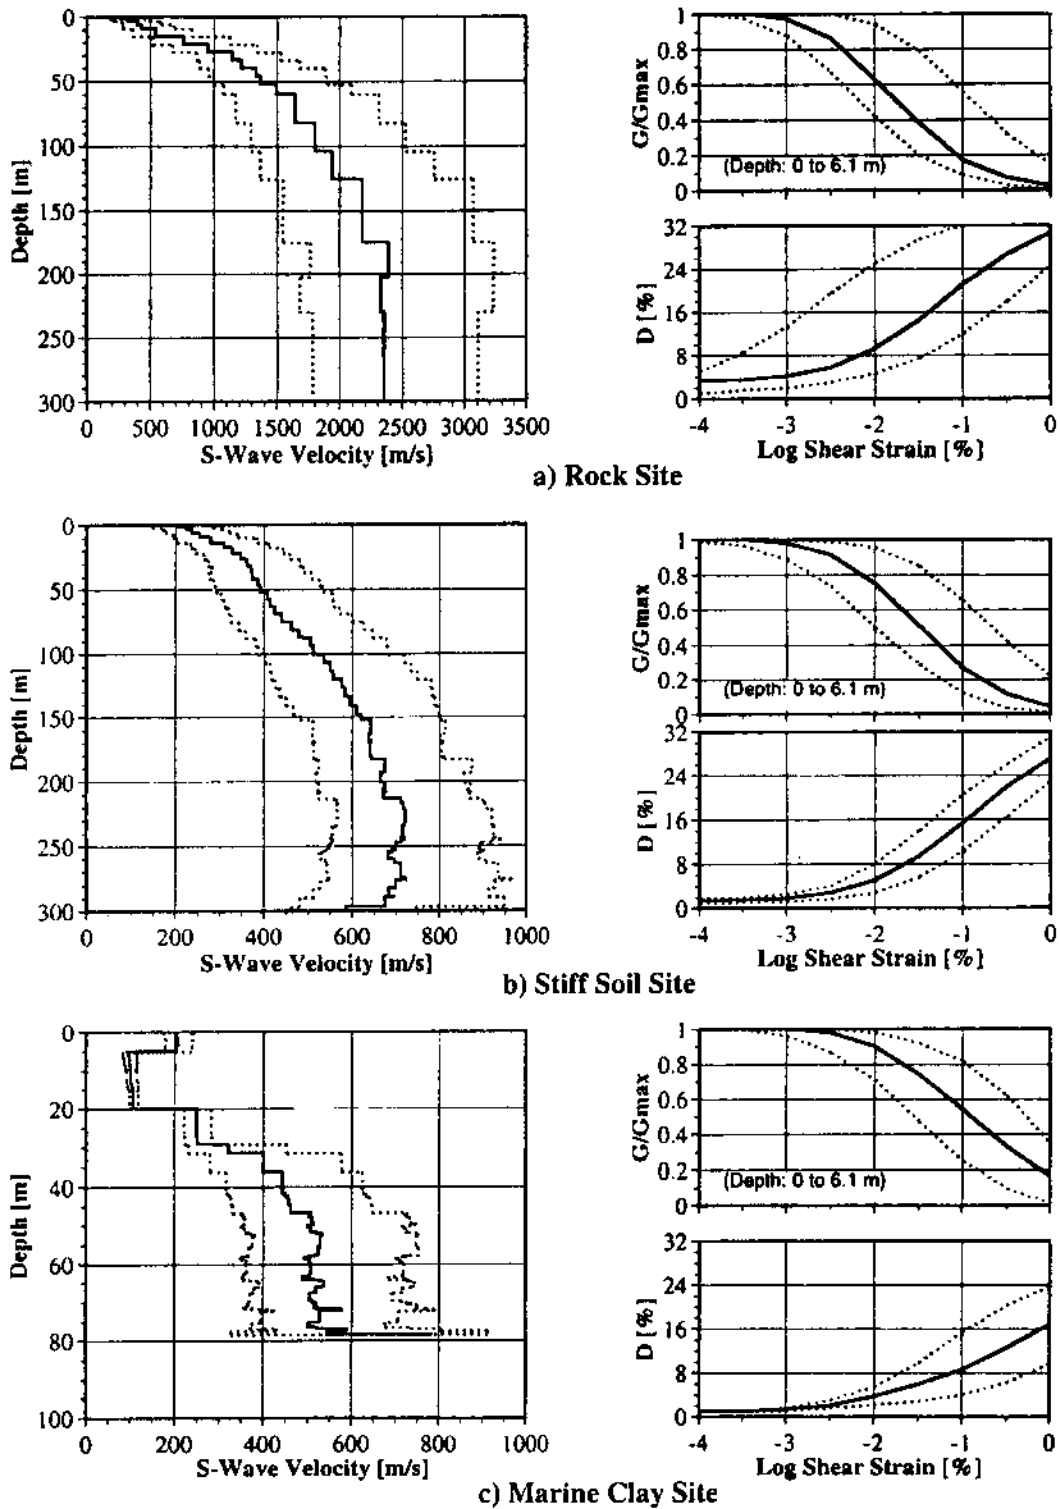 0
50
100
150
200
250
300
Depth [m]
0 500 1000 1500 2000 2500 3000 3500
S-Wave Velocity [m/s]
1
0.8
0.6
0.4
0.2
0
G/Gmax
(Depth: 0 to 6.1 m)
32
24
16
8
0
D [%]
-4 -3 -2 -1 0
Log Shear Strain [%]
a) Rock Site
0
50
100
150
200
250
300
Depth [m]
0 200 400 600 800 1000
S-Wave Velocity [m/s]
1
0.8
0.6
0.4
0.2
0
G/Gmax
(Depth: 0 to 6.1 m)
32
24
16
8
0
D [%]
-4 -3 -2 -1 0
Log Shear Strain [%]
b) Stiff Soil Site
0
20
40
60
80
100
Depth [m]
0 200 400 600 800 1000
S-Wave Velocity [m/s]
1
0.8
0.6
0.4
0.2
0
G/Gmax
(Depth: 0 to 6.1 m)
32
24
16
8
0
D [%]
-4 -3 -2 -1 0
Log Shear Strain [%]
c) Marine Clay Site